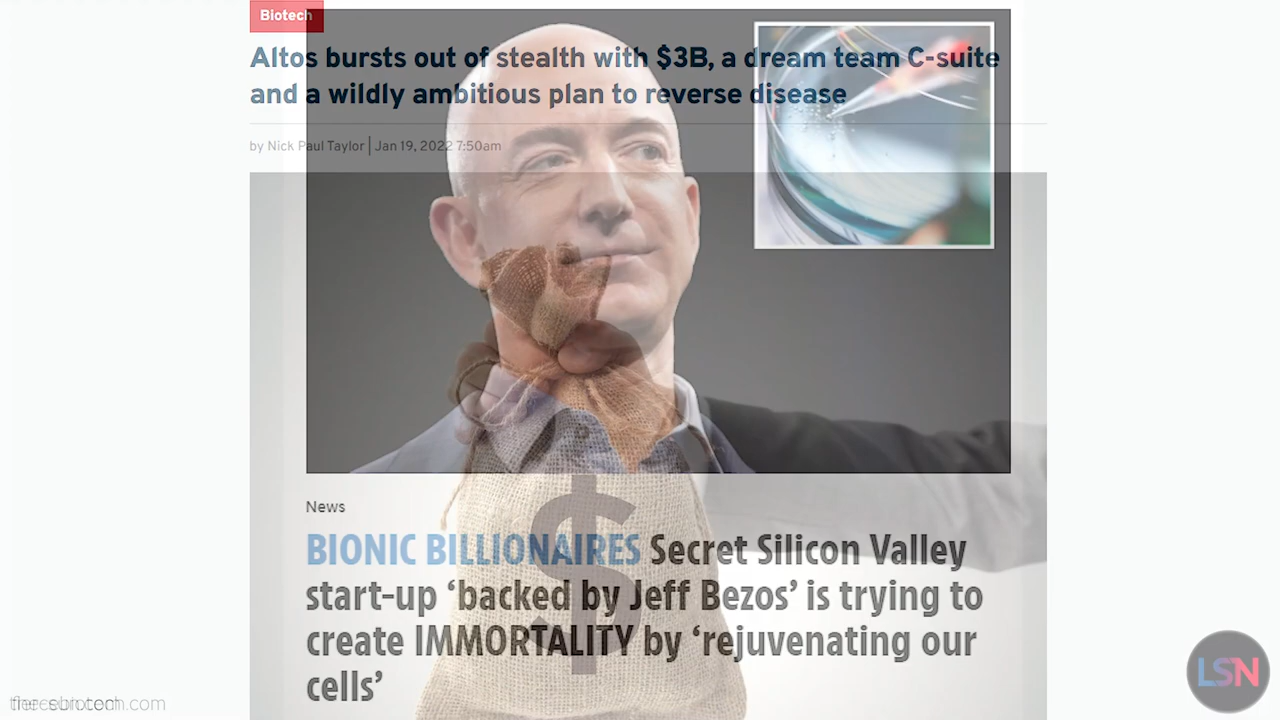 Biotech
Altos bursts out of stealth with $3B, a dream team C-suite
and a wildly ambitious plan to reverse disease
by Nick Paul Taylor | Jan 19, 2022 7:50am
$
News
BIONIC BILLIONAIRES Secret Silicon Valley
start-up ‘backed by Jeff Bezos’ is trying to
create IMMORTALITY by ‘rejuvenating our
cells’
LSN